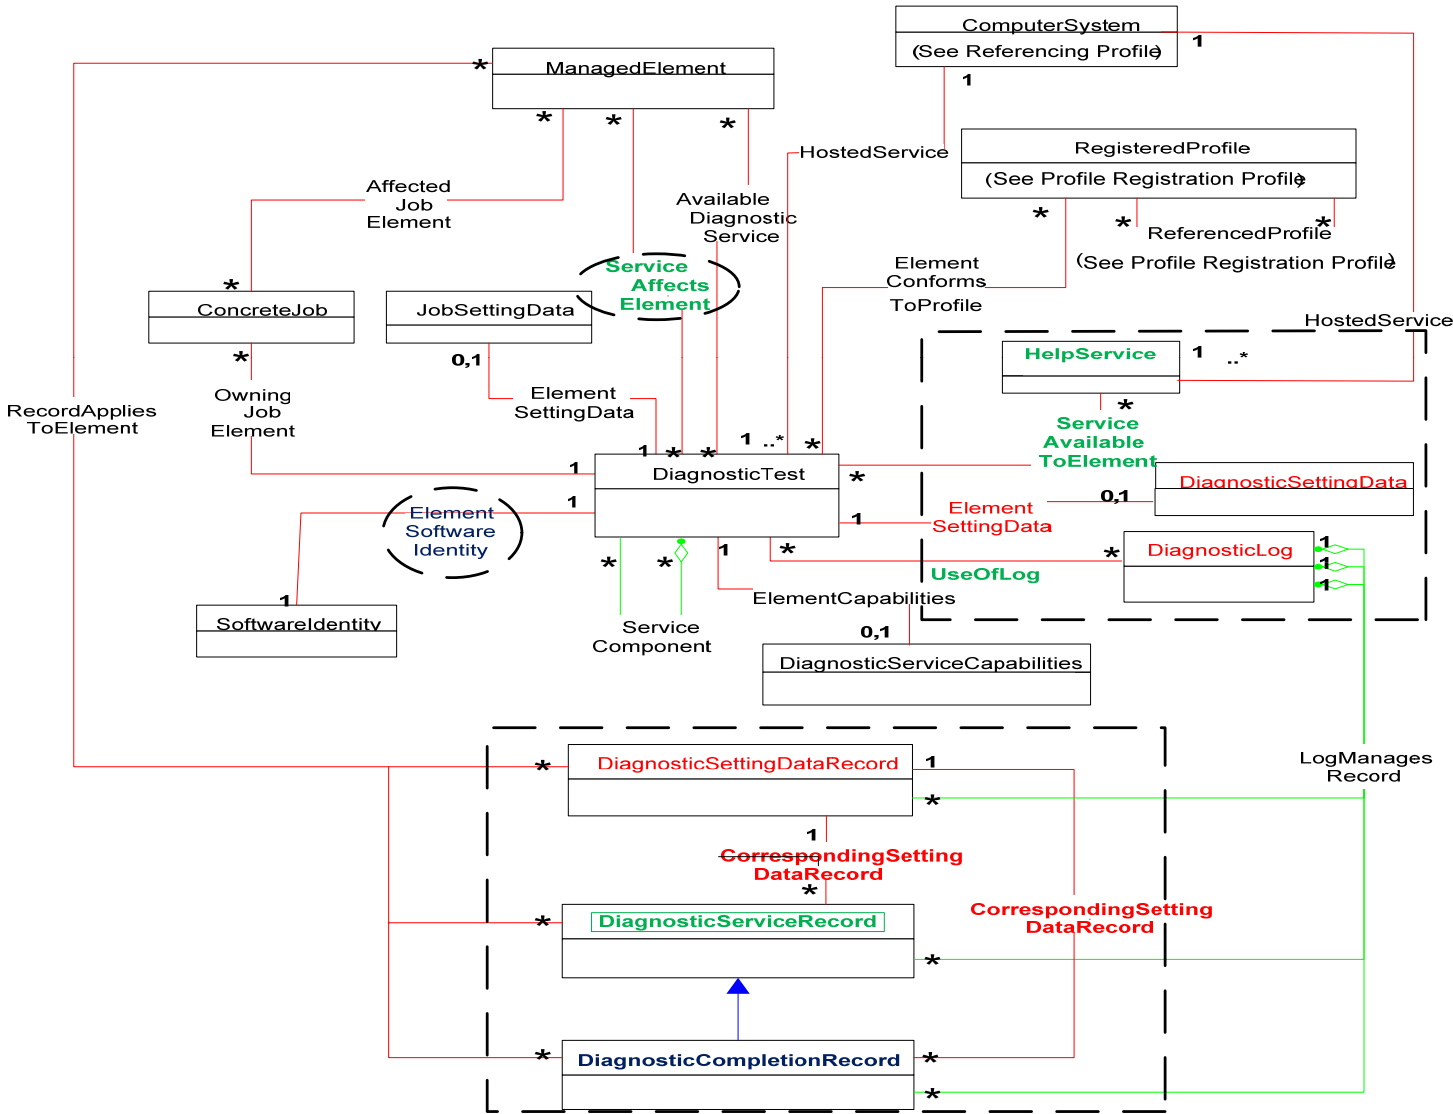 ComputerSystem
(See Referencing Profile)
1
1
ManagedElement
*
*
*
*
HostedService
RegisteredProfile
(See Profile Registration Profile)
*
*
*
ReferencedProfile
(See Profile Registration Profile)
Affected
Job
Element
Available
Diagnostic
Service
Service
Affects
Element
Element
Conforms
ToProfile
HostedService
*
ConcreteJob
*
JobSettingData
0,1
HelpService
1 ..*
*
RecordApplies
ToElement
Owning
Job
Element
Element
SettingData
Service
Available
ToElement
1
*
*
1 ..*
*
DiagnosticTest
1
1
*
1
Element
Software
Identity
DiagnosticSettingData
0,1
Element
SettingData
DiagnosticLog
1
1
1
*
*
UseOfLog
*
*
1
ElementCapabilities
0,1
1
SoftwareIdentity
Service
Component
DiagnosticServiceCapabilities
LogManages
Record
DiagnosticSettingDataRecord
*
1
*
1
CorrespondingSetting
DataRecord
*
CorrespondingSetting
DataRecord
DiagnosticServiceRecord
*
*
DiagnosticCompletionRecord
*
*
*